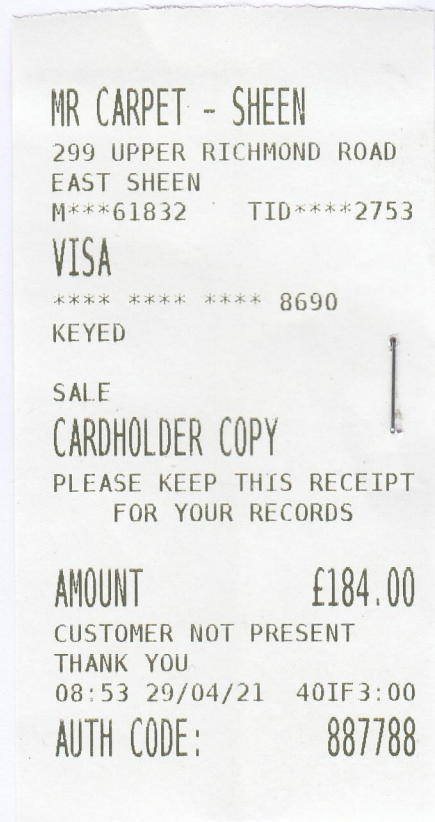 MR CARPET - SHEEN
299 UPPER RICHMOND ROAD
EAST SHEEN
M***61832 TID****2753
VISA
**** **** **** 8690
KEYED
SALE
CARDHOLDER COPY
PLEASE KEEP THIS RECEIPT
FOR YOUR RECORDS
AMOUNT £184.00
CUSTOMER NOT PRESENT
THANK YOU
08:53 29/04/21 40IF3:00
AUTH CODE: 887788